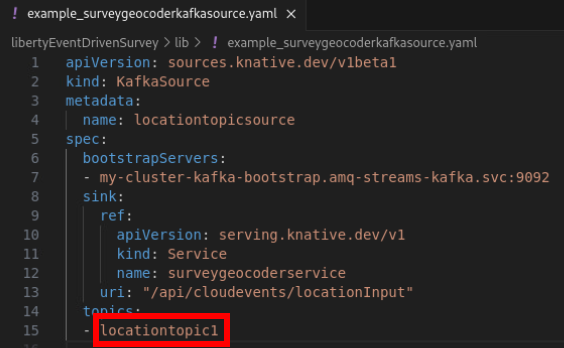 ! example_surveygeocoderkafkasource.yaml ×
libertyEventDrivenSurvey > lib > ! example_surveygeocoderkafkasource.yaml
1 apiVersion: sources.knative.dev/v1beta1
2 kind: KafkaSource
3 metadata:
4   name: locationtopicsource
5 spec:
6   bootstrapServers:
7   - my-cluster-kafka-bootstrap.amq-streams-kafka.svc:9092
8   sink:
9     ref:
10       apiVersion: serving.knative.dev/v1
11       kind: Service
12       name: surveygeocoderservice
13     uri: "/api/cloudevents/locationInput"
14   topics:
15   - locationtopic1
16